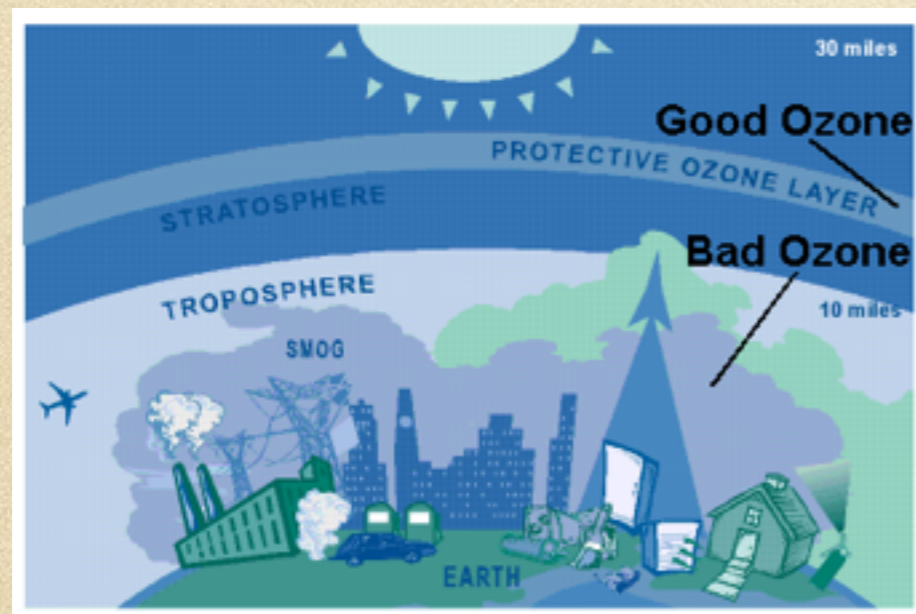 30 miles
Good Ozone
PROTECTIVE OZONE LAYER
STRATOSPHERE
Bad Ozone
TROPOSPHERE
10 miles
SMOG
EARTH